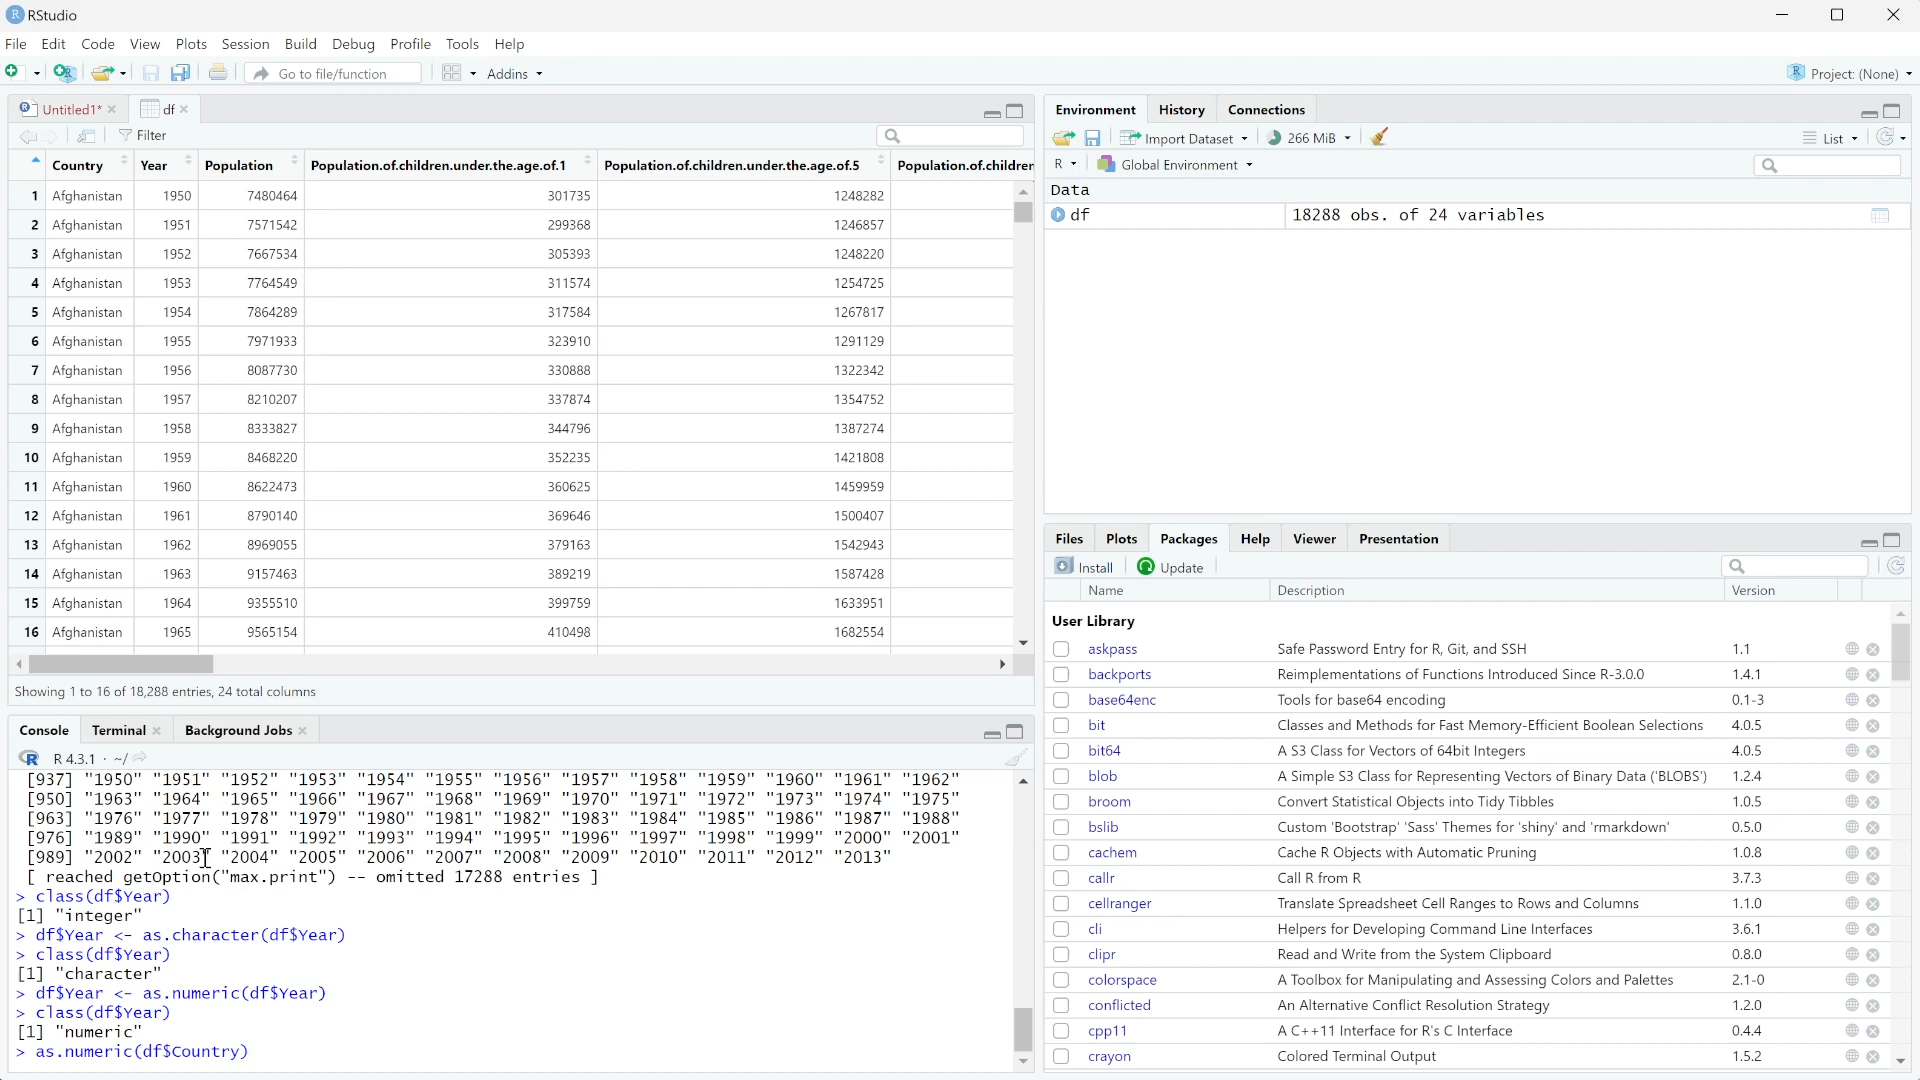 RStudio
File Edit Code View Plots Session Build Debug Profile Tools Help
Go to file/function Addins Project: (None)
Untitled1* df
Filter
Country Year Population Population.of.children.under.the.age.of.1 Population.of.children.under.the.age.of.5 Population.of.children
1 Afghanistan 1950 7480464 301735 1248282
2 Afghanistan 1951 7571542 299368 1246857
3 Afghanistan 1952 7667534 305393 1248220
4 Afghanistan 1953 7764549 311574 1254725
5 Afghanistan 1954 7864289 317584 1267817
6 Afghanistan 1955 7971933 323910 1291129
7 Afghanistan 1956 8087730 330888 1322342
8 Afghanistan 1957 8210207 337874 1354752
9 Afghanistan 1958 8333827 344796 1387274
10 Afghanistan 1959 8468220 352235 1421808
11 Afghanistan 1960 8622473 360625 1459959
12 Afghanistan 1961 8790140 369646 1500407
13 Afghanistan 1962 8969055 379163 1542943
14 Afghanistan 1963 9157463 389219 1587428
15 Afghanistan 1964 9355510 399759 1633951
16 Afghanistan 1965 9565154 410498 1682554
Showing 1 to 16 of 18,288 entries, 24 total columns
Console Terminal Background Jobs
R 4.3.1 · ~/
[937] "1950" "1951" "1952" "1953" "1954" "1955" "1956" "1957" "1958" "1959" "1960" "1961" "1962"
[950] "1963" "1964" "1965" "1966" "1967" "1968" "1969" "1970" "1971" "1972" "1973" "1974" "1975"
[963] "1976" "1977" "1978" "1979" "1980" "1981" "1982" "1983" "1984" "1985" "1986" "1987" "1988"
[976] "1989" "1990" "1991" "1992" "1993" "1994" "1995" "1996" "1997" "1998" "1999" "2000" "2001"
[989] "2002" "2003" "2004" "2005" "2006" "2007" "2008" "2009" "2010" "2011" "2012" "2013"
[ reached getOption("max.print") -- omitted 17288 entries ]
> class(df$Year)
[1] "integer"
> df$Year <- as.character(df$Year)
> class(df$Year)
[1] "character"
> df$Year <- as.numeric(df$Year)
> class(df$Year)
[1] "numeric"
> as.numeric(df$Country)
Environment History Connections
Import Dataset 266 MiB List
R Global Environment
Data
df 18288 obs. of 24 variables
Files Plots Packages Help Viewer Presentation
Install Update
Name Description Version
User Library
askpass Safe Password Entry for R, Git, and SSH 1.1
backports Reimplementations of Functions Introduced Since R-3.0.0 1.4.1
base64enc Tools for base64 encoding 0.1-3
bit Classes and Methods for Fast Memory-Efficient Boolean Selections 4.0.5
bit64 A S3 Class for Vectors of 64bit Integers 4.0.5
blob A Simple S3 Class for Representing Vectors of Binary Data ('BLOBS') 1.2.4
broom Convert Statistical Objects into Tidy Tibbles 1.0.5
bslib Custom 'Bootstrap' 'Sass' Themes for 'shiny' and 'rmarkdown' 0.5.0
cachem Cache R Objects with Automatic Pruning 1.0.8
callr Call R from R 3.7.3
cellranger Translate Spreadsheet Cell Ranges to Rows and Columns 1.1.0
cli Helpers for Developing Command Line Interfaces 3.6.1
clipr Read and Write from the System Clipboard 0.8.0
colorspace A Toolbox for Manipulating and Assessing Colors and Palettes 2.1-0
conflicted An Alternative Conflict Resolution Strategy 1.2.0
cpp11 A C++11 Interface for R's C Interface 0.4.4
crayon Colored Terminal Output 1.5.2